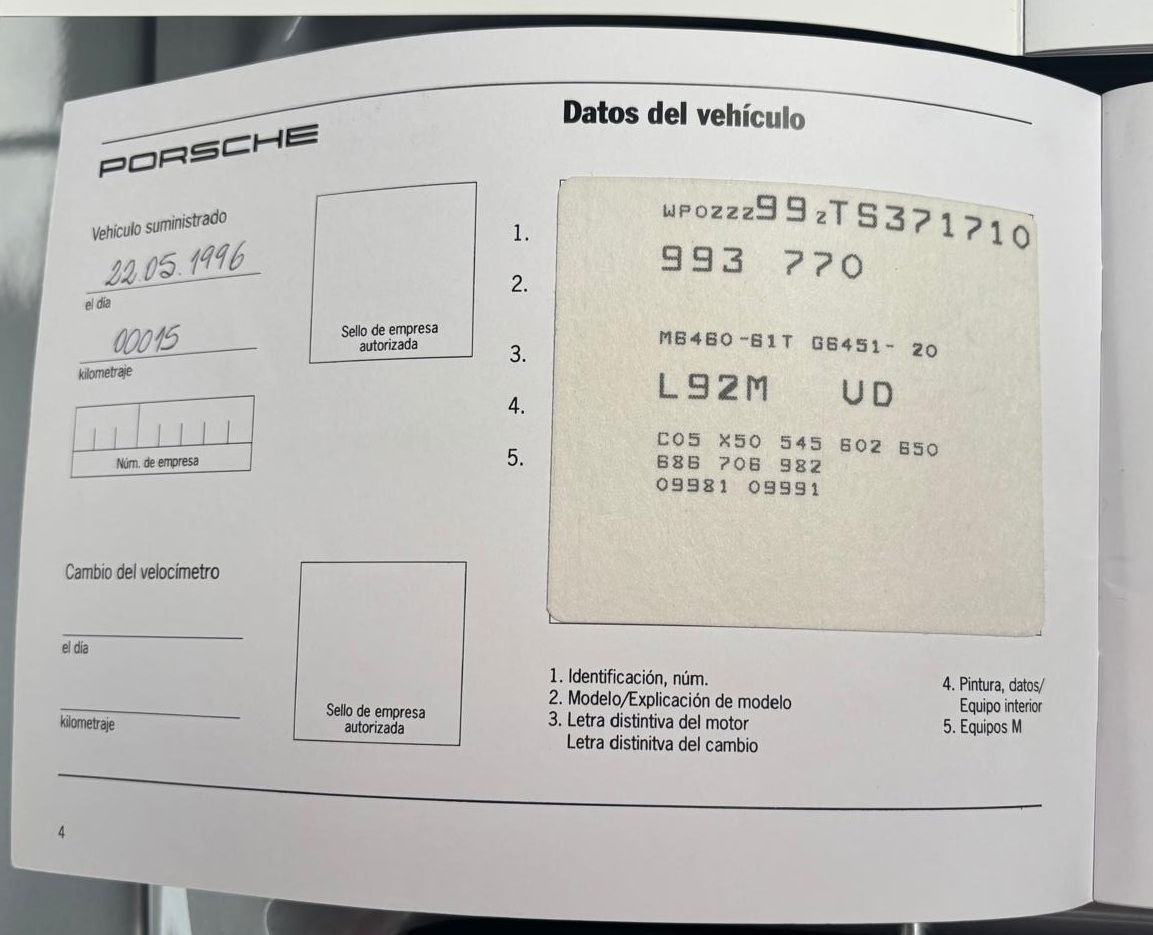 PORSCHE
Datos del vehículo
Vehículo suministrado
22.05.1996
el día
00015
kilometraje
Sello de empresa
autorizada
Núm. de empresa
1.
2.
3.
4.
5.
WPOZZZ99ZTS371710
993 770
M6460-61T G6451- 20
L92M UD
C05 X50 545 602 650
686 706 982
09981 09991
Cambio del velocímetro
el día
kilometraje
Sello de empresa
autorizada
1. Identificación, núm.
2. Modelo/Explicación de modelo
3. Letra distintiva del motor
Letra distinitva del cambio
4. Pintura, datos/
Equipo interior
5. Equipos M
4